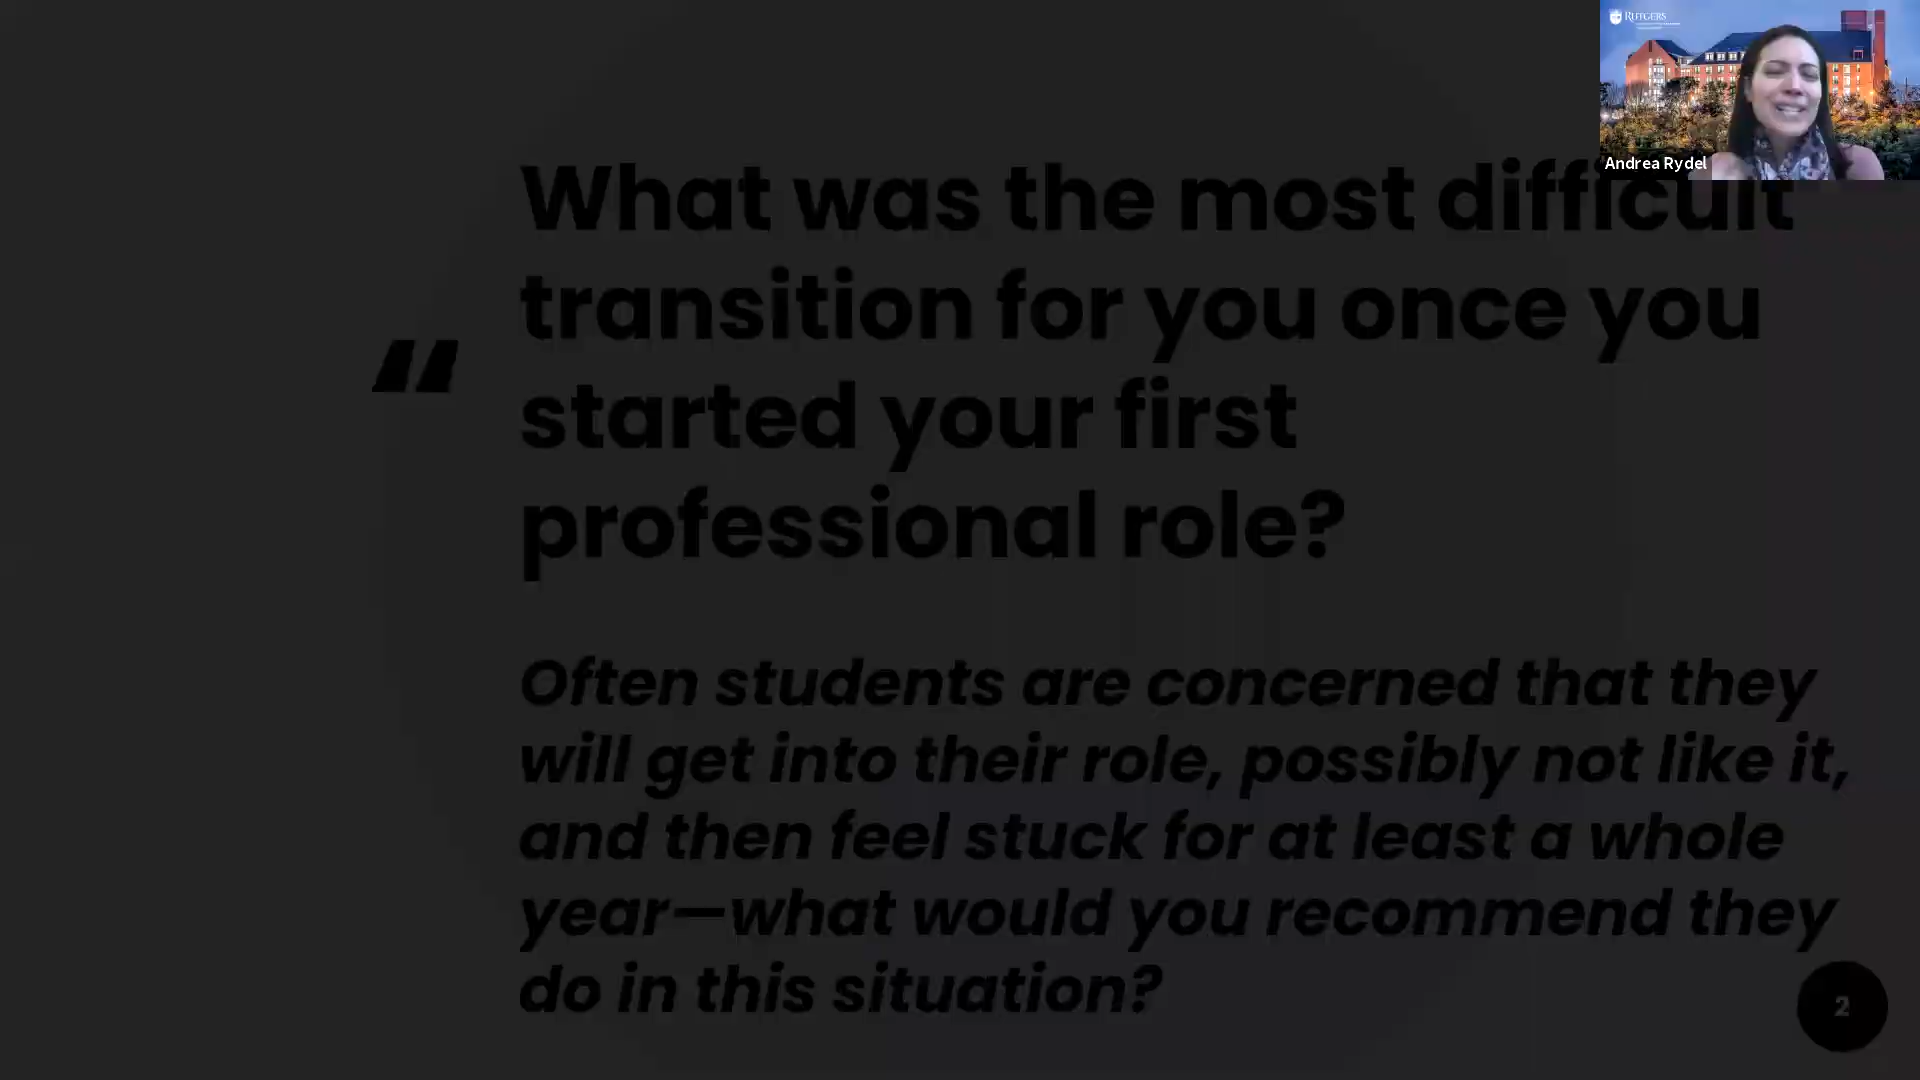 RUTGERS
Andrea Rydel
What was the most difficult
transition for you once you
“
started your first
professional role?
Often students are concerned that they
will get into their role, possibly not like it,
and then feel stuck for at least a whole
year—what would you recommend they
do in this situation?
2